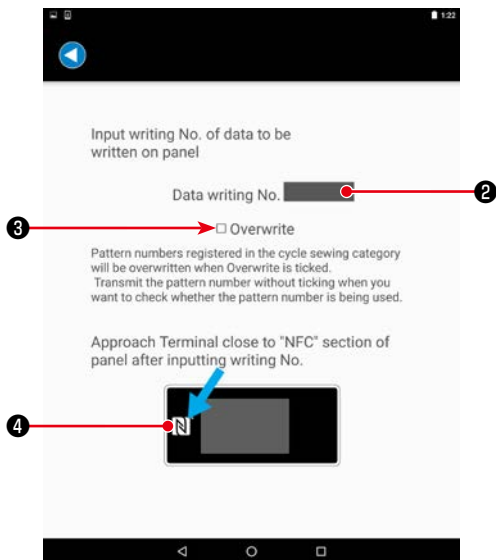 1:22
Input writing No. of data to be
written on panel
Data writing No.
❷
❸
Overwrite
Pattern numbers registered in the cycle sewing category
will be overwritten when Overwrite is ticked.
Transmit the pattern number without ticking when you
want to check whether the pattern number is being used.
Approach Terminal close to "NFC" section of
panel after inputting writing No.
❹